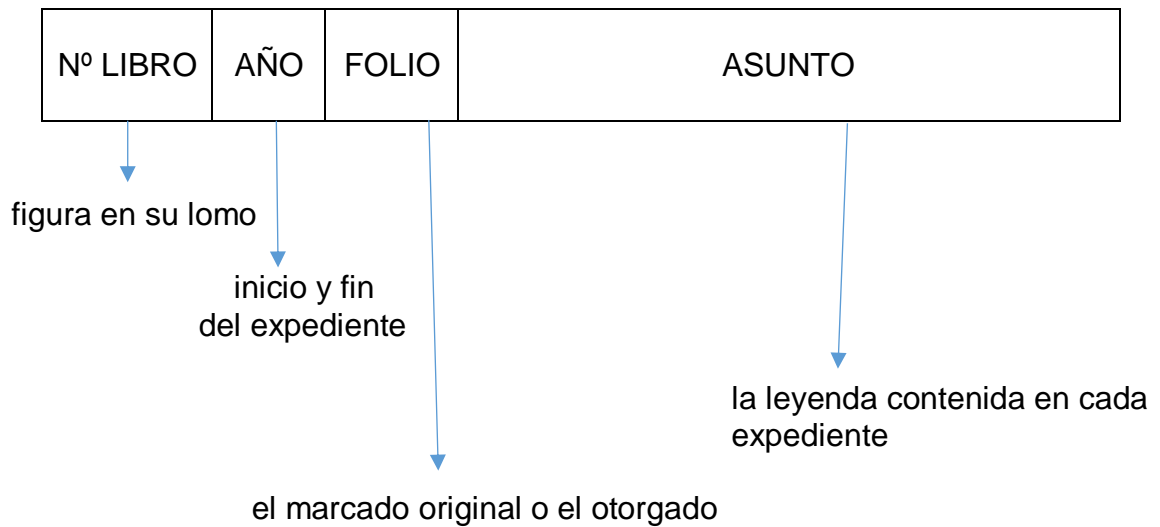 Nº LIBRO AÑO FOLIO ASUNTO
figura en su lomo
inicio y fin
del expediente
la leyenda contenida en cada
expediente
el marcado original o el otorgado